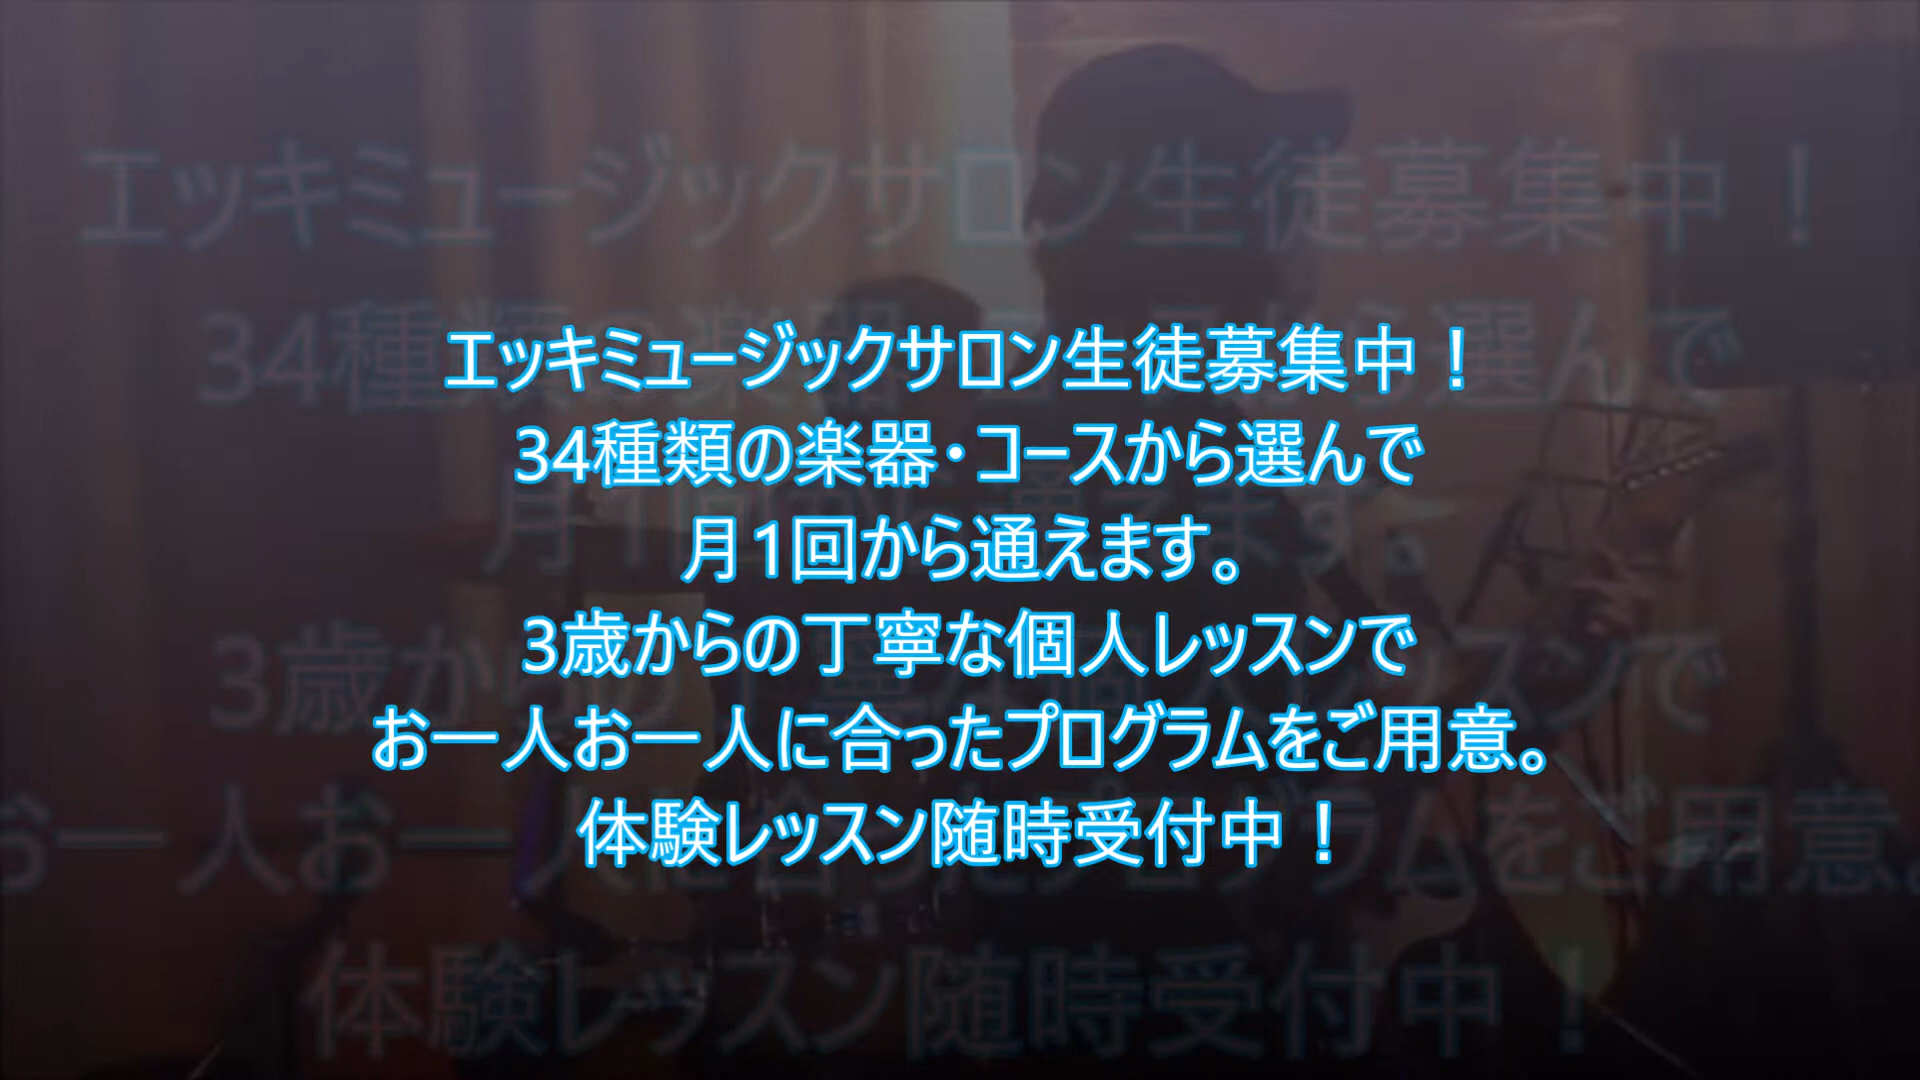 エッキミュージックサロン生徒募集中！
34種類の楽器・コースから選んで
月1回から通えます。
3歳からの丁寧な個人レッスンで
お一人お一人に合ったプログラムをご用意。
体験レッスン随時受付中！